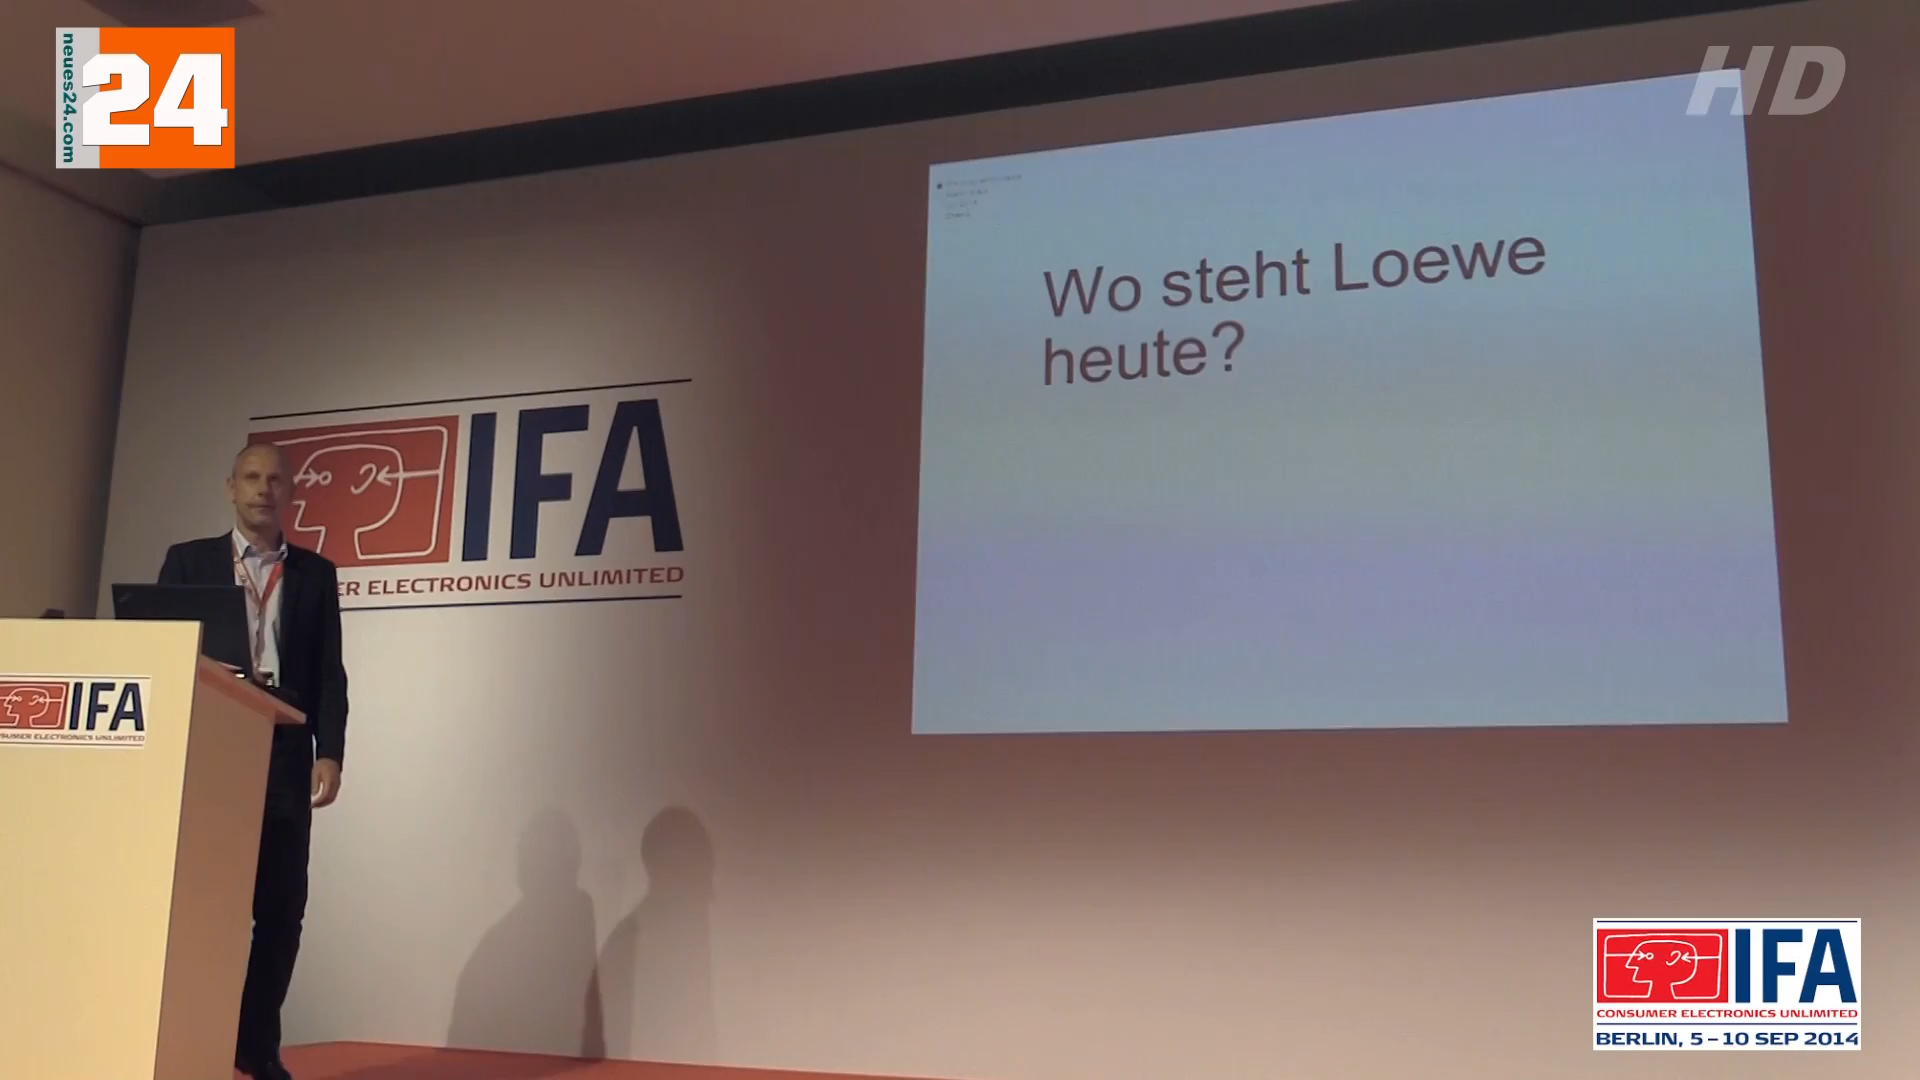 neues24.com
24
HD
Wo steht Loewe
heute?
IFA
ER ELECTRONICS UNLIMITED
IFA
CONSUMER ELECTRONICS UNLIMITED
IFA
CONSUMER ELECTRONICS UNLIMITED
BERLIN, 5 – 10 SEP 2014